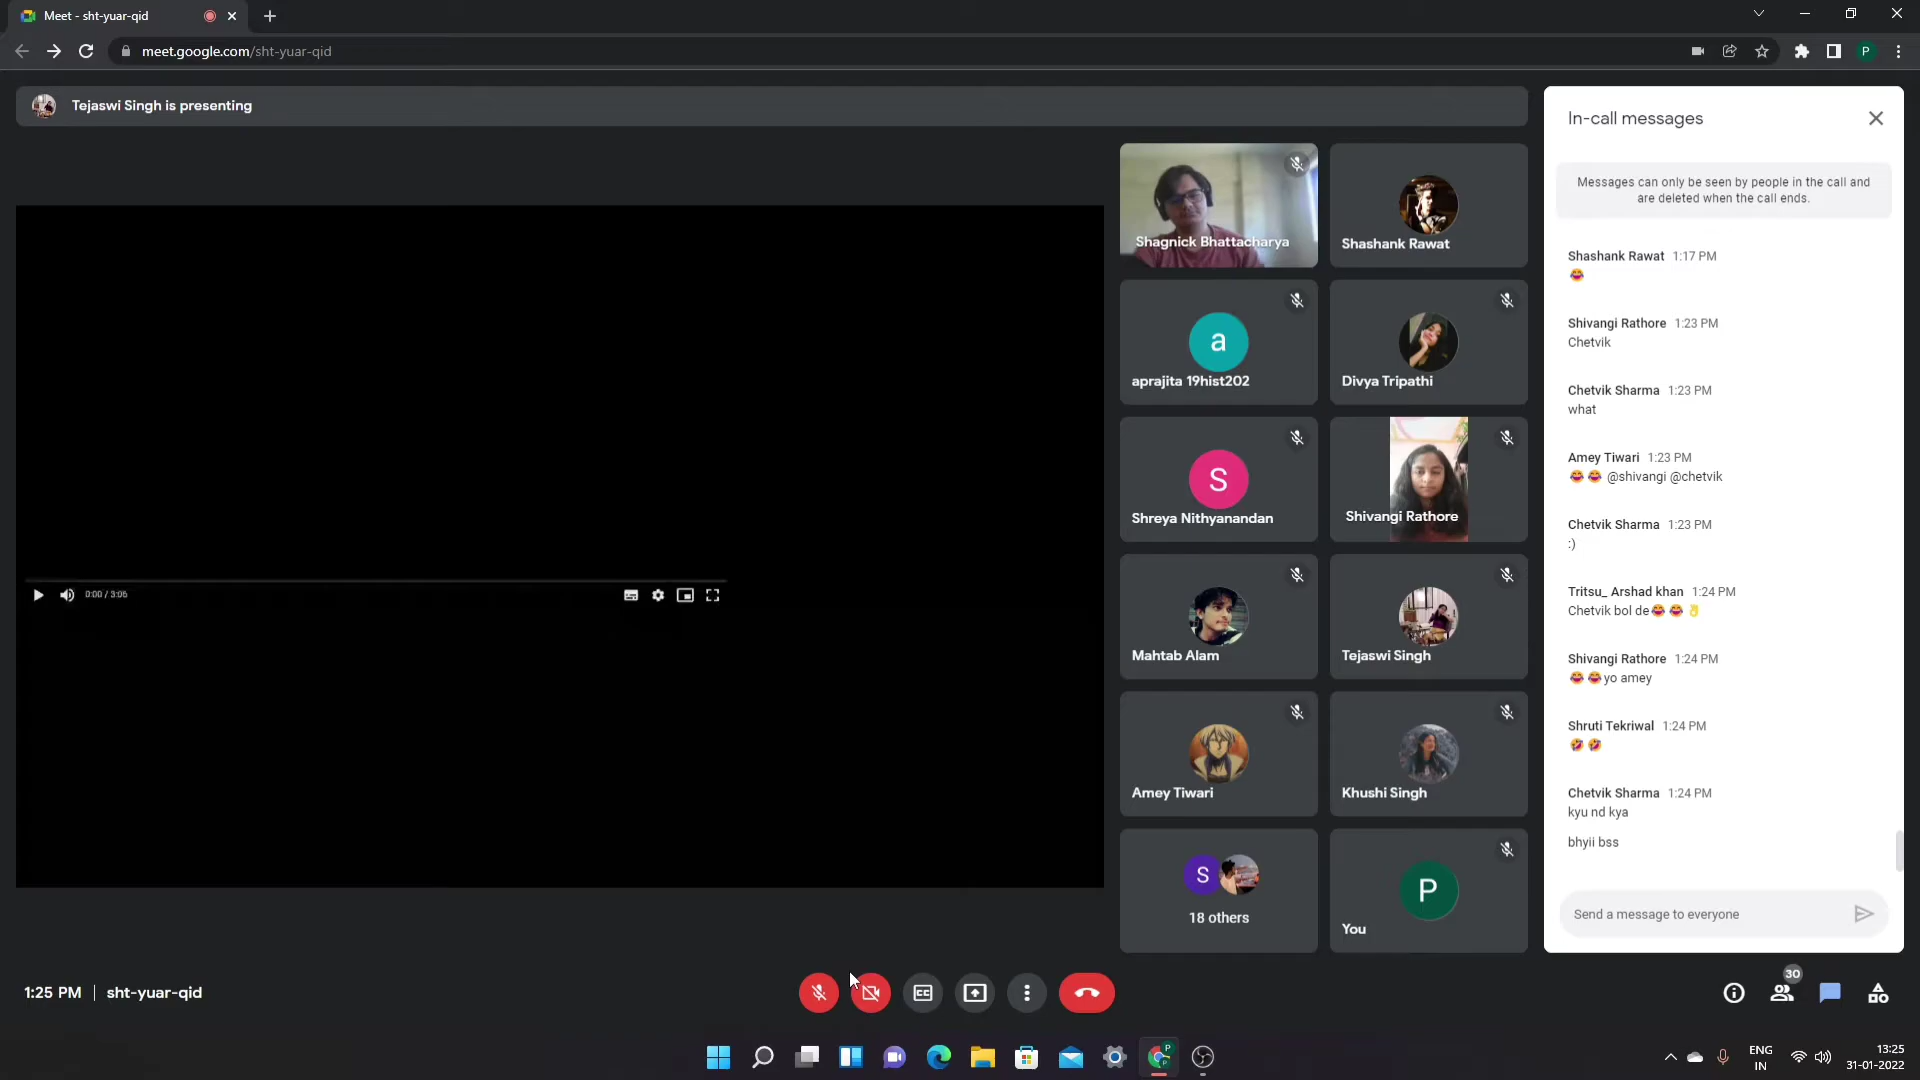 Meet - sht-yuar-qid
meet.google.com/sht-yuar-qid
P
Tejaswi Singh is presenting
0:00 / 3:05
Shagnick Bhattacharya
Shashank Rawat
a
aprajita 19hist202
Divya Tripathi
S
Shreya Nithyanandan
Shivangi Rathore
Mahtab Alam
Tejaswi Singh
Amey Tiwari
Khushi Singh
S
18 others
P
You
In-call messages
Messages can only be seen by people in the call and
are deleted when the call ends.
Shashank Rawat 1:17 PM
😂
Shivangi Rathore 1:23 PM
Chetvik
Chetvik Sharma 1:23 PM
what
Amey Tiwari 1:23 PM
😂 😂 @shivangi @chetvik
Chetvik Sharma 1:23 PM
:)
Tritsu_ Arshad khan 1:24 PM
Chetvik bol de😂 😂 👌
Shivangi Rathore 1:24 PM
😂 😂yo amey
Shruti Tekriwal 1:24 PM
🤣 🤣
Chetvik Sharma 1:24 PM
kyu nd kya
bhyii bss
Send a message to everyone
1:25 PM | sht-yuar-qid
CC
30
P
P
ENG
IN
13:25
31-01-2022